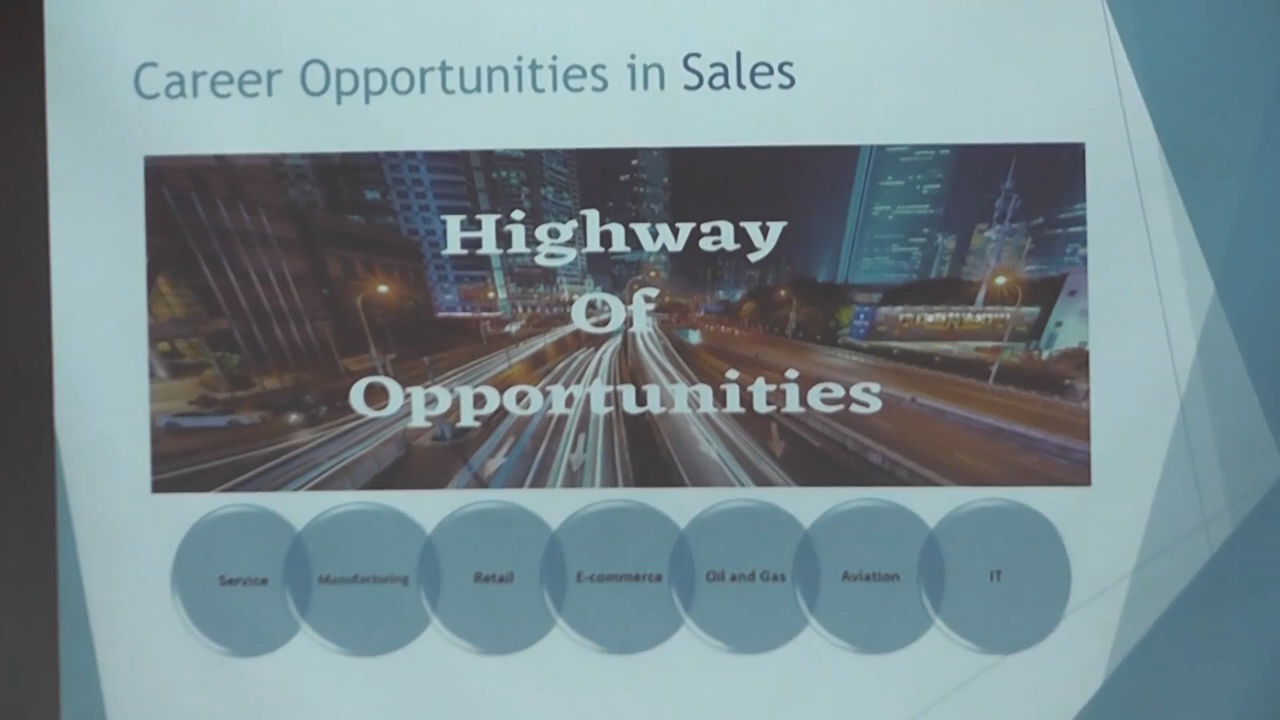 Career Opportunities in Sales
Highway
Of
Opportunities
Service
Manufacturing
Retail
E-commerce
Oil and Gas
Aviation
IT